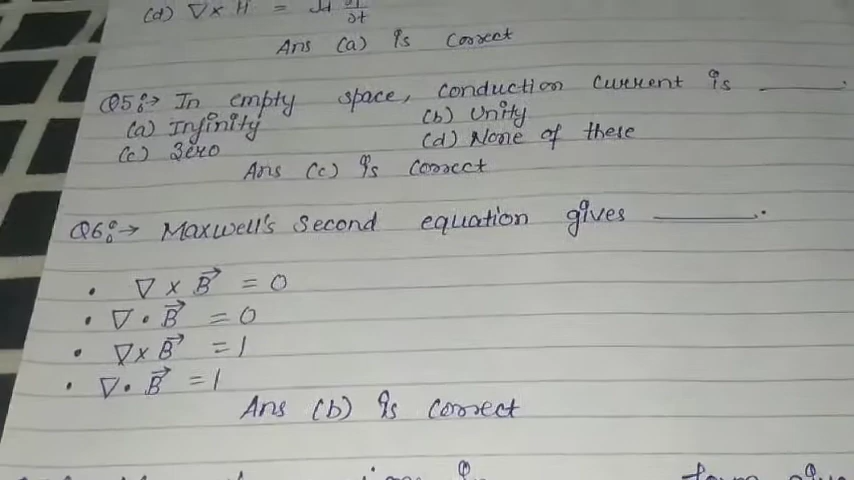 (d) ∇ × H =
Ans (a) is correct
Q5:→ In empty space, conduction current is ______.
(a) Infinity (b) Unity
(c) Zero (d) None of these
Ans (c) is correct
Q6:→ Maxwell's Second equation gives ______.
• ∇ × B⃗ = 0
• ∇ • B⃗ = 0
• ∇ × B⃗ = 1
• ∇ • B⃗ = 1
Ans (b) is correct